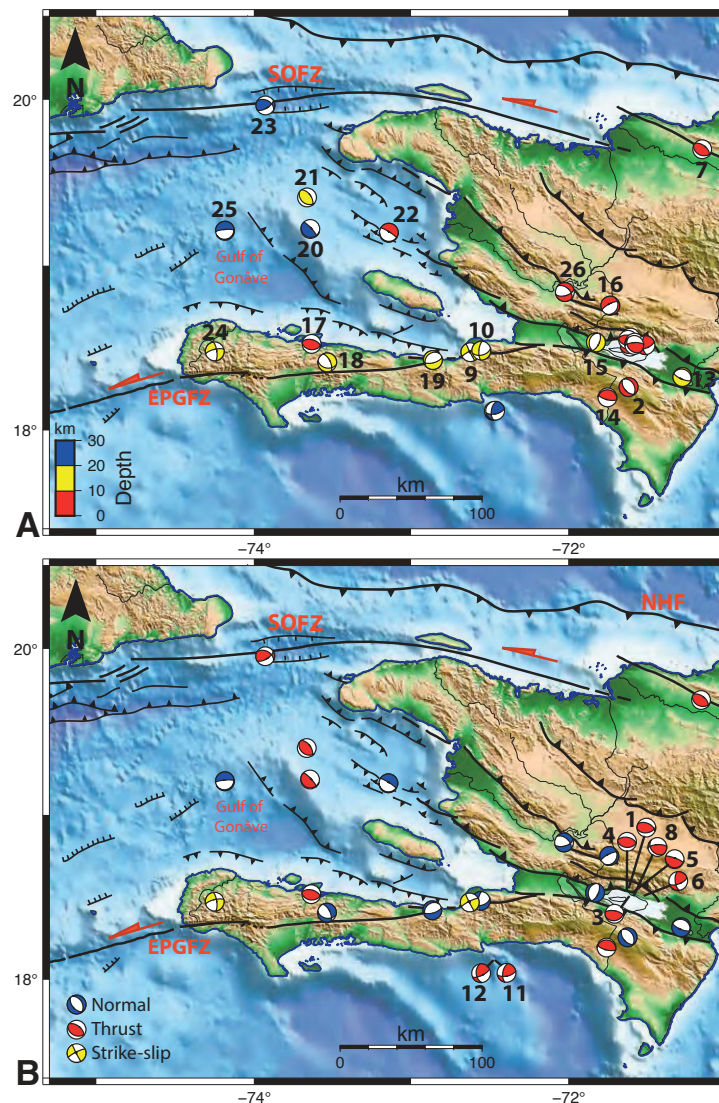 N
SOFZ
20°
23
7
21
25
22
20
Gulf of
Gonâve
26
16
17
10
24
18
19
9
15
13
2
14
EPGFZ
18°
km
30
20
10
0
Depth
km
0
100
A
−74°
−72°
N
NHF
SOFZ
20°
Gulf of
Gonâve
1
4
8
5
6
3
EPGFZ
18°
12
11
Normal
Thrust
Strike-slip
km
0
100
B
−74°
−72°